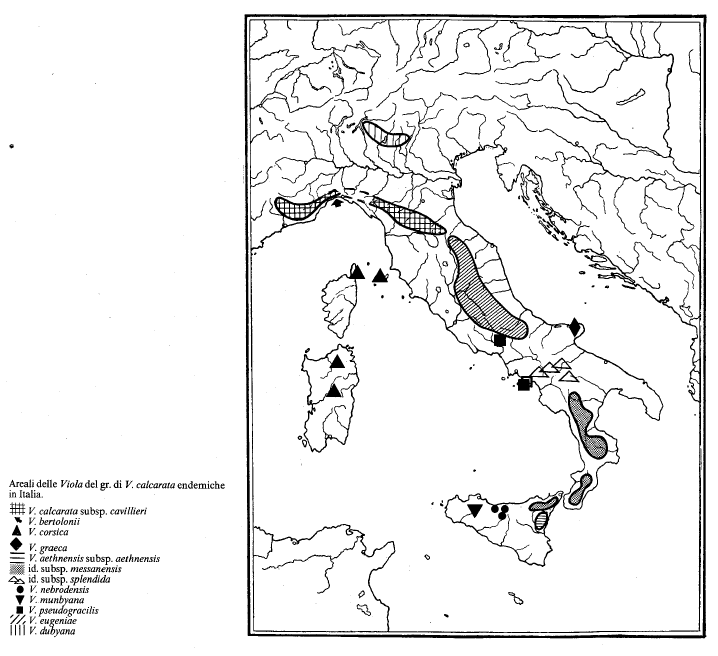 Areali delle Viola del gr. di V. calcarata endemiche
in Italia.
V. calcarata subsp. cavillieri
V. bertolonii
V. corsica
V. graeca
V. aethnensis subsp. aethnensis
id. subsp. messanensis
id. subsp. splendida
V. nebrodensis
V. munbyana
V. pseudogracilis
V. eugeniae
V. dubyana